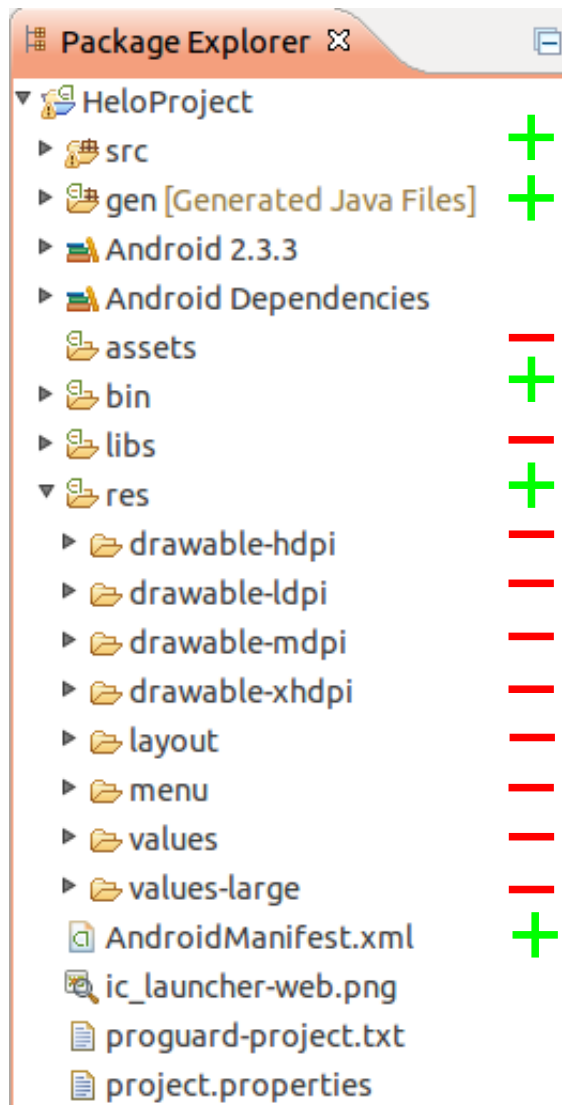 Package Explorer
HeloProject
src
gen [Generated Java Files]
Android 2.3.3
Android Dependencies
assets
bin
libs
res
drawable-hdpi
drawable-ldpi
drawable-mdpi
drawable-xhdpi
layout
menu
values
values-large
AndroidManifest.xml
ic_launcher-web.png
proguard-project.txt
project.properties